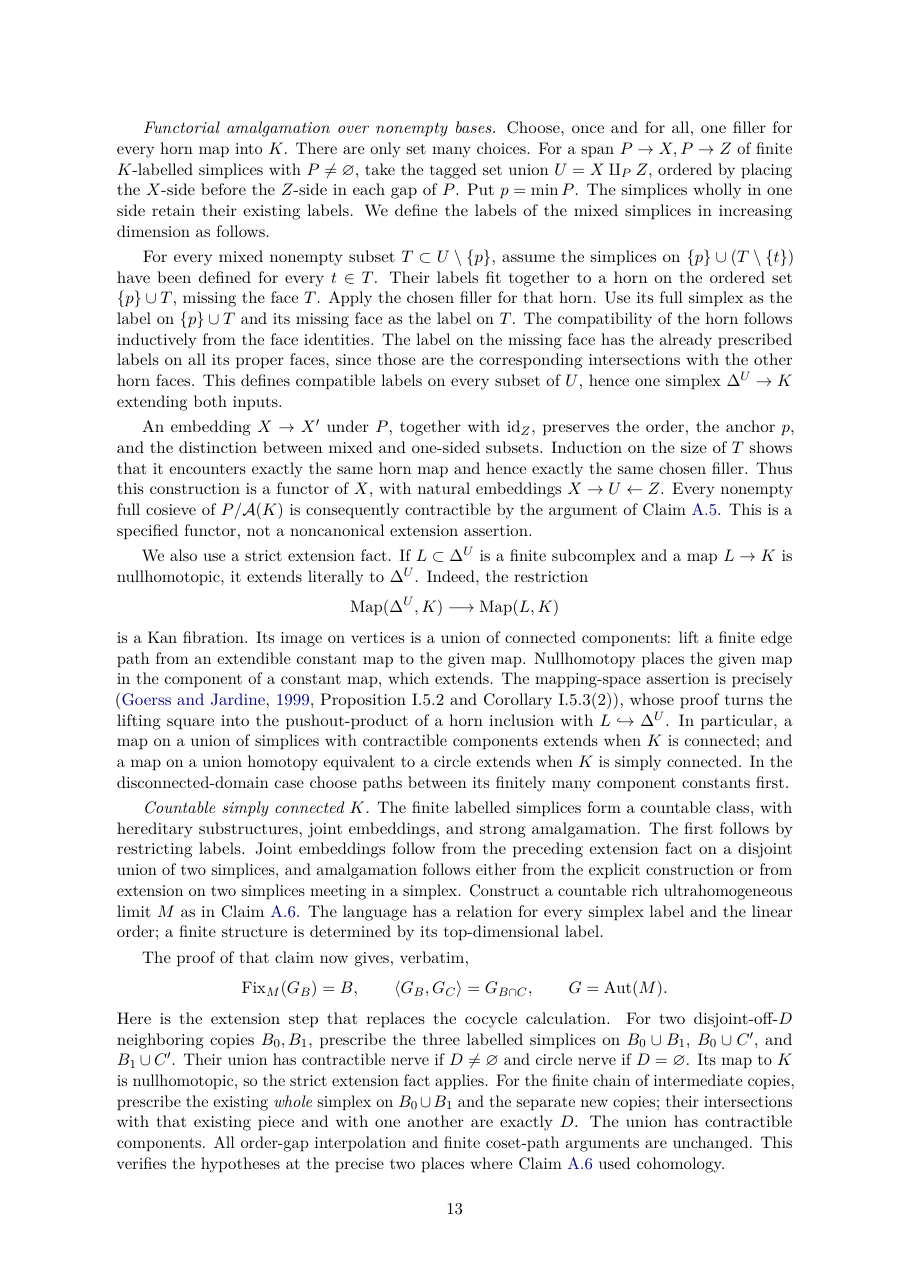 Functorial amalgamation over nonempty bases. Choose, once and for all, one filler for
every horn map into K. There are only set many choices. For a span P → X, P → Z of finite
K-labelled simplices with P ≠ ∅, take the tagged set union U = X ⨿_P Z, ordered by placing
the X-side before the Z-side in each gap of P. Put p = min P. The simplices wholly in one
side retain their existing labels. We define the labels of the mixed simplices in increasing
dimension as follows.
For every mixed nonempty subset T ⊂ U \ {p}, assume the simplices on {p} ∪ (T \ {t})
have been defined for every t ∈ T. Their labels fit together to a horn on the ordered set
{p} ∪ T, missing the face T. Apply the chosen filler for that horn. Use its full simplex as the
label on {p} ∪ T and its missing face as the label on T. The compatibility of the horn follows
inductively from the face identities. The label on the missing face has the already prescribed
labels on all its proper faces, since those are the corresponding intersections with the other
horn faces. This defines compatible labels on every subset of U, hence one simplex Δ^U → K
extending both inputs.
An embedding X → X′ under P, together with id_Z, preserves the order, the anchor p,
and the distinction between mixed and one-sided subsets. Induction on the size of T shows
that it encounters exactly the same horn map and hence exactly the same chosen filler. Thus
this construction is a functor of X, with natural embeddings X → U ← Z. Every nonempty
full cosieve of P/𝒜(K) is consequently contractible by the argument of Claim A.5. This is a
specified functor, not a noncanonical extension assertion.
We also use a strict extension fact. If L ⊂ Δ^U is a finite subcomplex and a map L → K is
nullhomotopic, it extends literally to Δ^U. Indeed, the restriction
Map(Δ^U, K) ⟶ Map(L, K)
is a Kan fibration. Its image on vertices is a union of connected components: lift a finite edge
path from an extendible constant map to the given map. Nullhomotopy places the given map
in the component of a constant map, which extends. The mapping-space assertion is precisely
(Goerss and Jardine, 1999, Proposition I.5.2 and Corollary I.5.3(2)), whose proof turns the
lifting square into the pushout-product of a horn inclusion with L ↪ Δ^U. In particular, a
map on a union of simplices with contractible components extends when K is connected; and
a map on a union homotopy equivalent to a circle extends when K is simply connected. In the
disconnected-domain case choose paths between its finitely many component constants first.
Countable simply connected K. The finite labelled simplices form a countable class, with
hereditary substructures, joint embeddings, and strong amalgamation. The first follows by
restricting labels. Joint embeddings follow from the preceding extension fact on a disjoint
union of two simplices, and amalgamation follows either from the explicit construction or from
extension on two simplices meeting in a simplex. Construct a countable rich ultrahomogeneous
limit M as in Claim A.6. The language has a relation for every simplex label and the linear
order; a finite structure is determined by its top-dimensional label.
The proof of that claim now gives, verbatim,
Fix_M(G_B) = B, ⟨G_B, G_C⟩ = G_{B∩C}, G = Aut(M).
Here is the extension step that replaces the cocycle calculation. For two disjoint-off-D
neighboring copies B_0, B_1, prescribe the three labelled simplices on B_0 ∪ B_1, B_0 ∪ C′, and
B_1 ∪ C′. Their union has contractible nerve if D ≠ ∅ and circle nerve if D = ∅. Its map to K
is nullhomotopic, so the strict extension fact applies. For the finite chain of intermediate copies,
prescribe the existing whole simplex on B_0 ∪ B_1 and the separate new copies; their intersections
with that existing piece and with one another are exactly D. The union has contractible
components. All order-gap interpolation and finite coset-path arguments are unchanged. This
verifies the hypotheses at the precise two places where Claim A.6 used cohomology.
13